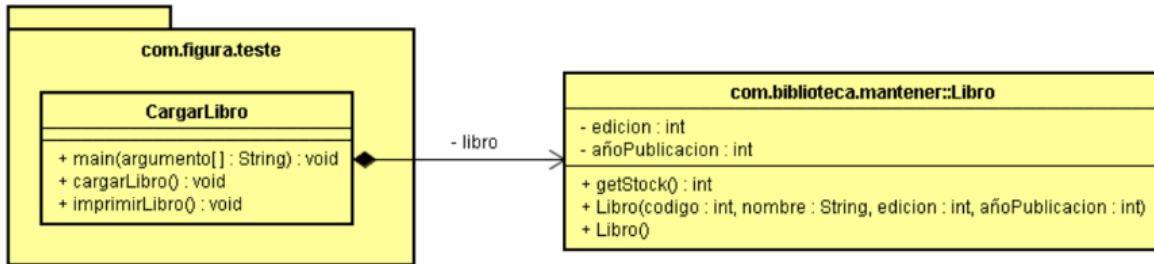 com.figura.teste
CargarLibro
+ main(argumento[] : String) : void
+ cargarLibro() : void
+ imprimirLibro() : void
- libro
com.biblioteca.mantener::Libro
- edicion : int
- añoPublicacion : int
+ getStock() : int
+ Libro(codigo : int, nombre : String, edicion : int, añoPublicacion : int)
+ Libro()